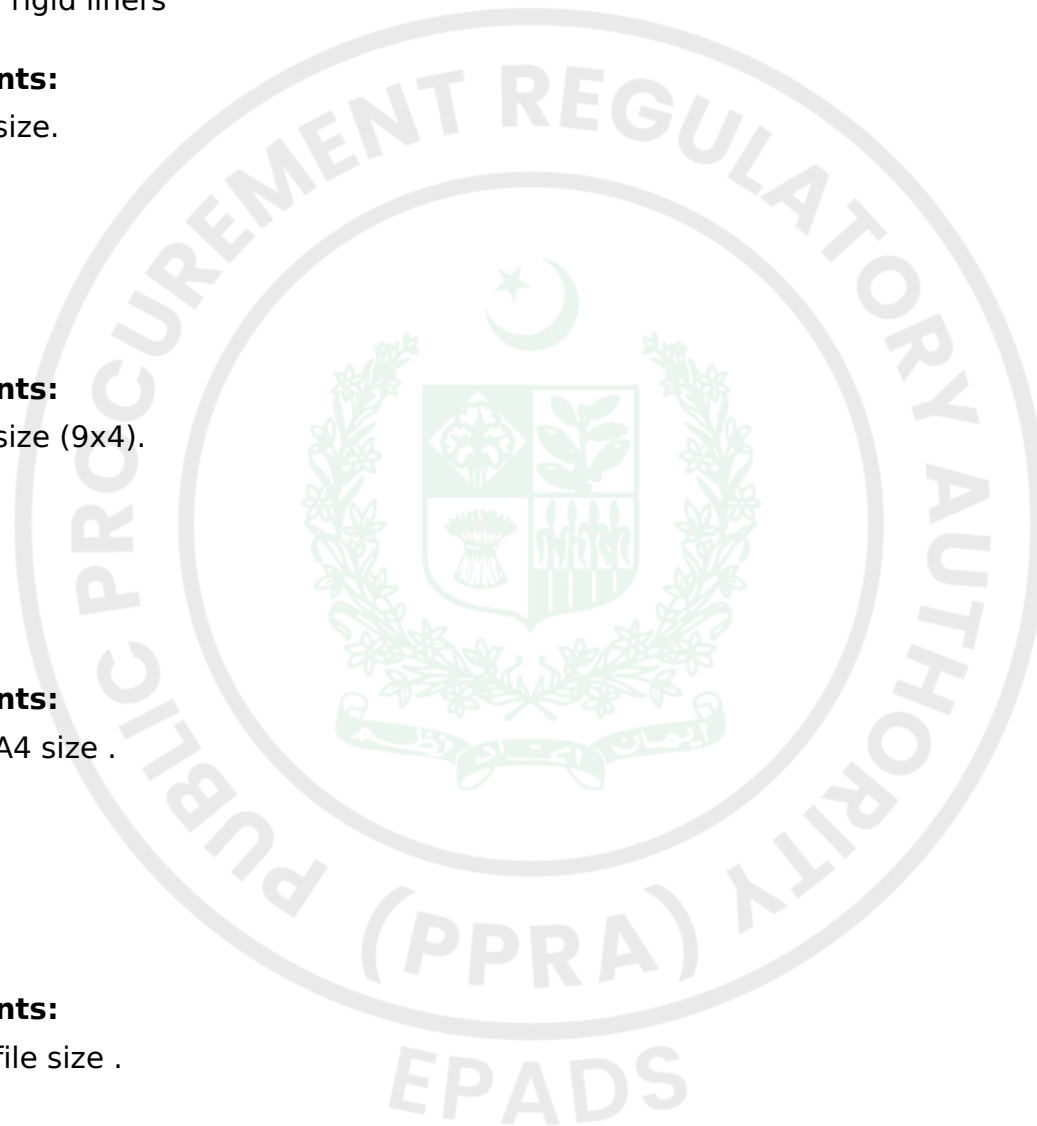 rigid liners
nts:
size.
nts:
size (9x4).
nts:
A4 size .
nts:
file size .
PUBLIC PROCUREMENT REGULATORY AUTHORITY
(PPRA)
EPADS